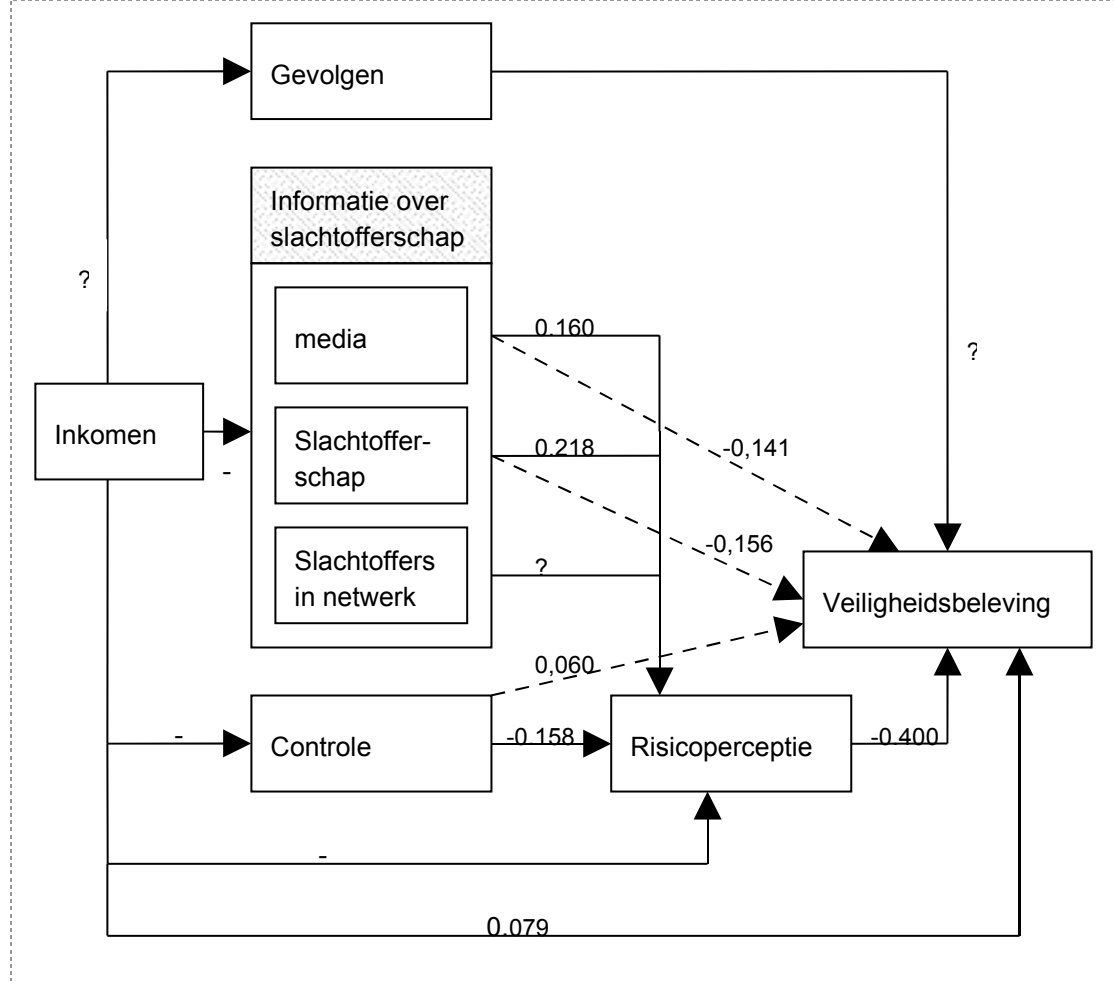 Gevolgen
Informatie over
slachtofferschap
?
media
0.160
?
Inkomen
-
Slachtoffer-
schap
0.218
-0,141
Slachtoffers
in netwerk
?
-0,156
Veiligheidsbeleving
0,060
-
Controle
-0.158
Risicoperceptie
-0.400
-
0.079